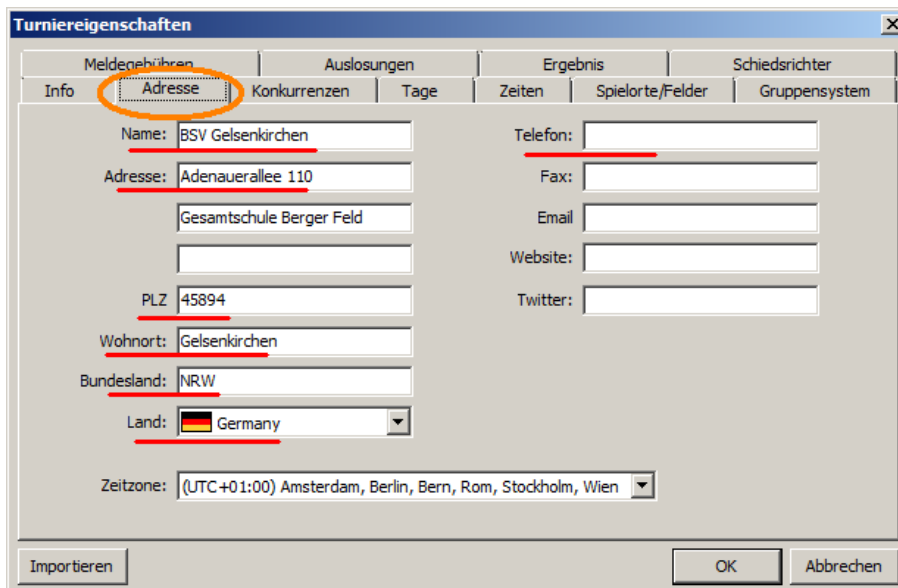 Turniereigenschaften
Meldegebühren Auslosungen Ergebnis Schiedsrichter
Info Adresse Konkurrenzen Tage Zeiten Spielorte/Felder Gruppensystem
Name: BSV Gelsenkirchen Telefon:
Adresse: Adenauerallee 110 Fax:
Gesamtschule Berger Feld Email
Website:
PLZ 45894 Twitter:
Wohnort: Gelsenkirchen
Bundesland: NRW
Land: Germany
Zeitzone: (UTC+01:00) Amsterdam, Berlin, Bern, Rom, Stockholm, Wien
Importieren OK Abbrechen